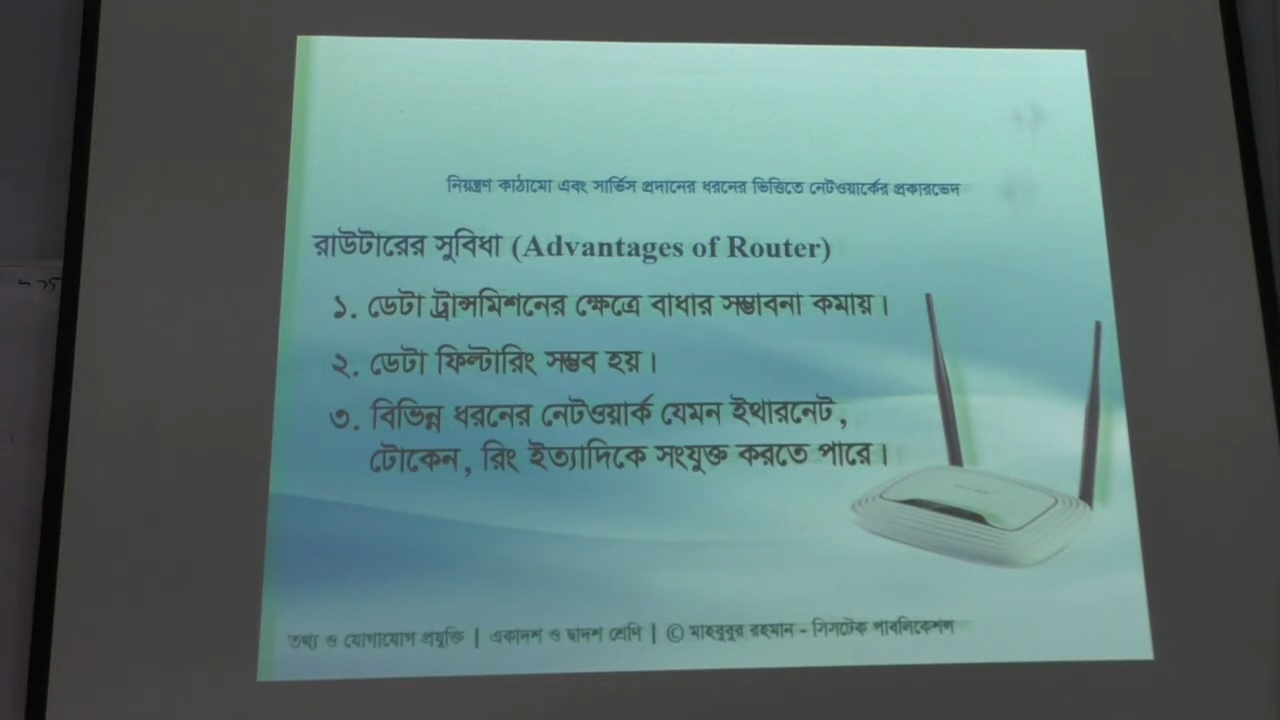 নিয়ন্ত্রণ কাঠামো এবং সার্ভিস প্রদানের ধরনের ভিত্তিতে নেটওয়ার্কের প্রকারভেদ
রাউটারের সুবিধা (Advantages of Router)
১. ডেটা ট্রান্সমিশনের ক্ষেত্রে বাধার সম্ভাবনা কমায়।
২. ডেটা ফিল্টারিং সম্ভব হয়।
৩. বিভিন্ন ধরনের নেটওয়ার্ক যেমন ইথারনেট,
টোকেন, রিং ইত্যাদিকে সংযুক্ত করতে পারে।
তথ্য ও যোগাযোগ প্রযুক্তি | একাদশ ও দ্বাদশ শ্রেণি | © মাহবুবুর রহমান - সিসটেক পাবলিকেশন্স